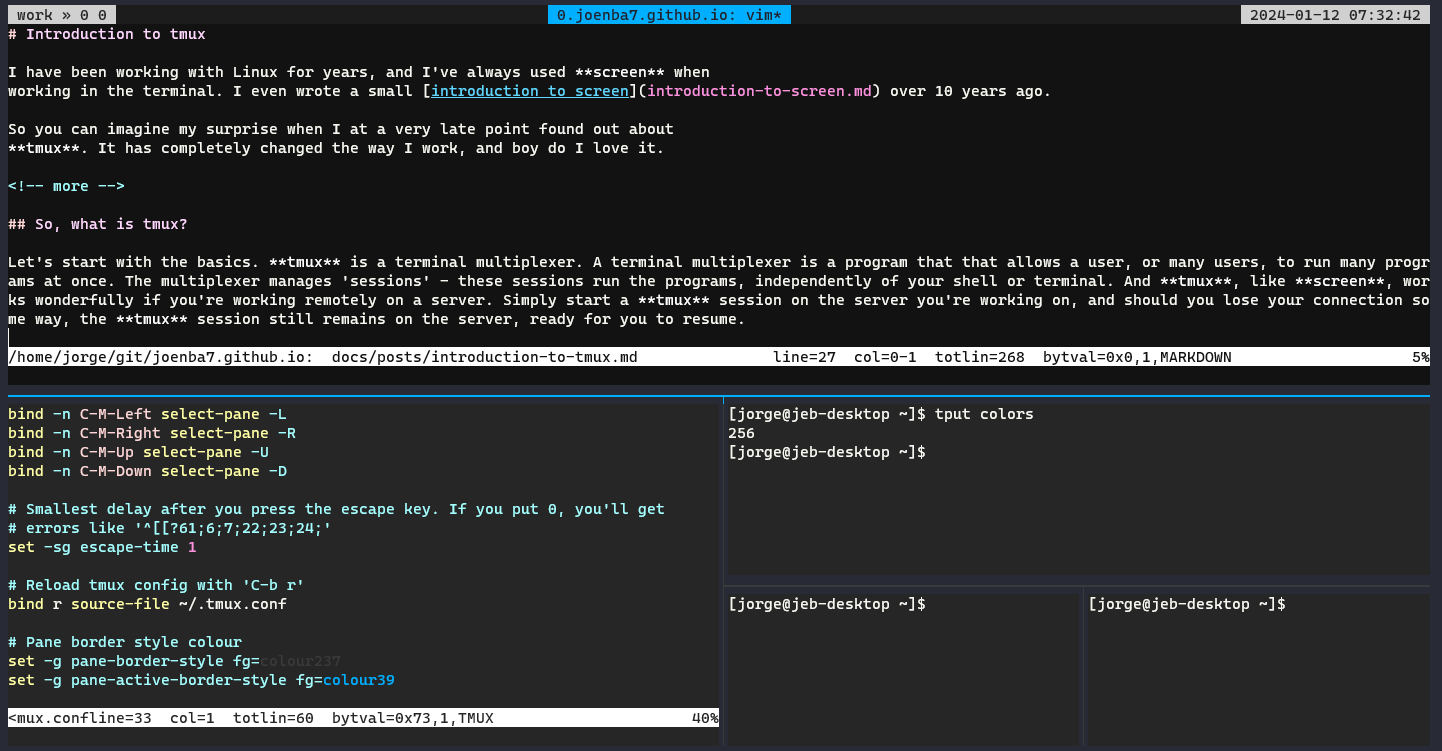 work » 0 0 0.joenba7.github.io: vim* 2024-01-12 07:32:42
# Introduction to tmux
I have been working with Linux for years, and I've always used **screen** when
working in the terminal. I even wrote a small [introduction to screen](introduction-to-screen.md) over 10 years ago.
So you can imagine my surprise when I at a very late point found out about
**tmux**. It has completely changed the way I work, and boy do I love it.
<!-- more -->
## So, what is tmux?
Let's start with the basics. **tmux** is a terminal multiplexer. A terminal multiplexer is a program that that allows a user, or many users, to run many progr
ams at once. The multiplexer manages 'sessions' - these sessions run the programs, independently of your shell or terminal. And **tmux**, like **screen**, wor
ks wonderfully if you're working remotely on a server. Simply start a **tmux** session on the server you're working on, and should you lose your connection so
me way, the **tmux** session still remains on the server, ready for you to resume.
/home/jorge/git/joenba7.github.io:  docs/posts/introduction-to-tmux.md line=27  col=0-1  totlin=268  bytval=0x0,1,MARKDOWN 5%
bind -n C-M-Left select-pane -L
bind -n C-M-Right select-pane -R
bind -n C-M-Up select-pane -U
bind -n C-M-Down select-pane -D
# Smallest delay after you press the escape key. If you put 0, you'll get
# errors like '^[[?61;6;7;22;23;24;'
set -sg escape-time 1
# Reload tmux config with 'C-b r'
bind r source-file ~/.tmux.conf
# Pane border style colour
set -g pane-border-style fg=colour237
set -g pane-active-border-style fg=colour39
<mux.confline=33  col=1  totlin=60  bytval=0x73,1,TMUX 40%
[jorge@jeb-desktop ~]$ tput colors
256
[jorge@jeb-desktop ~]$
[jorge@jeb-desktop ~]$
[jorge@jeb-desktop ~]$